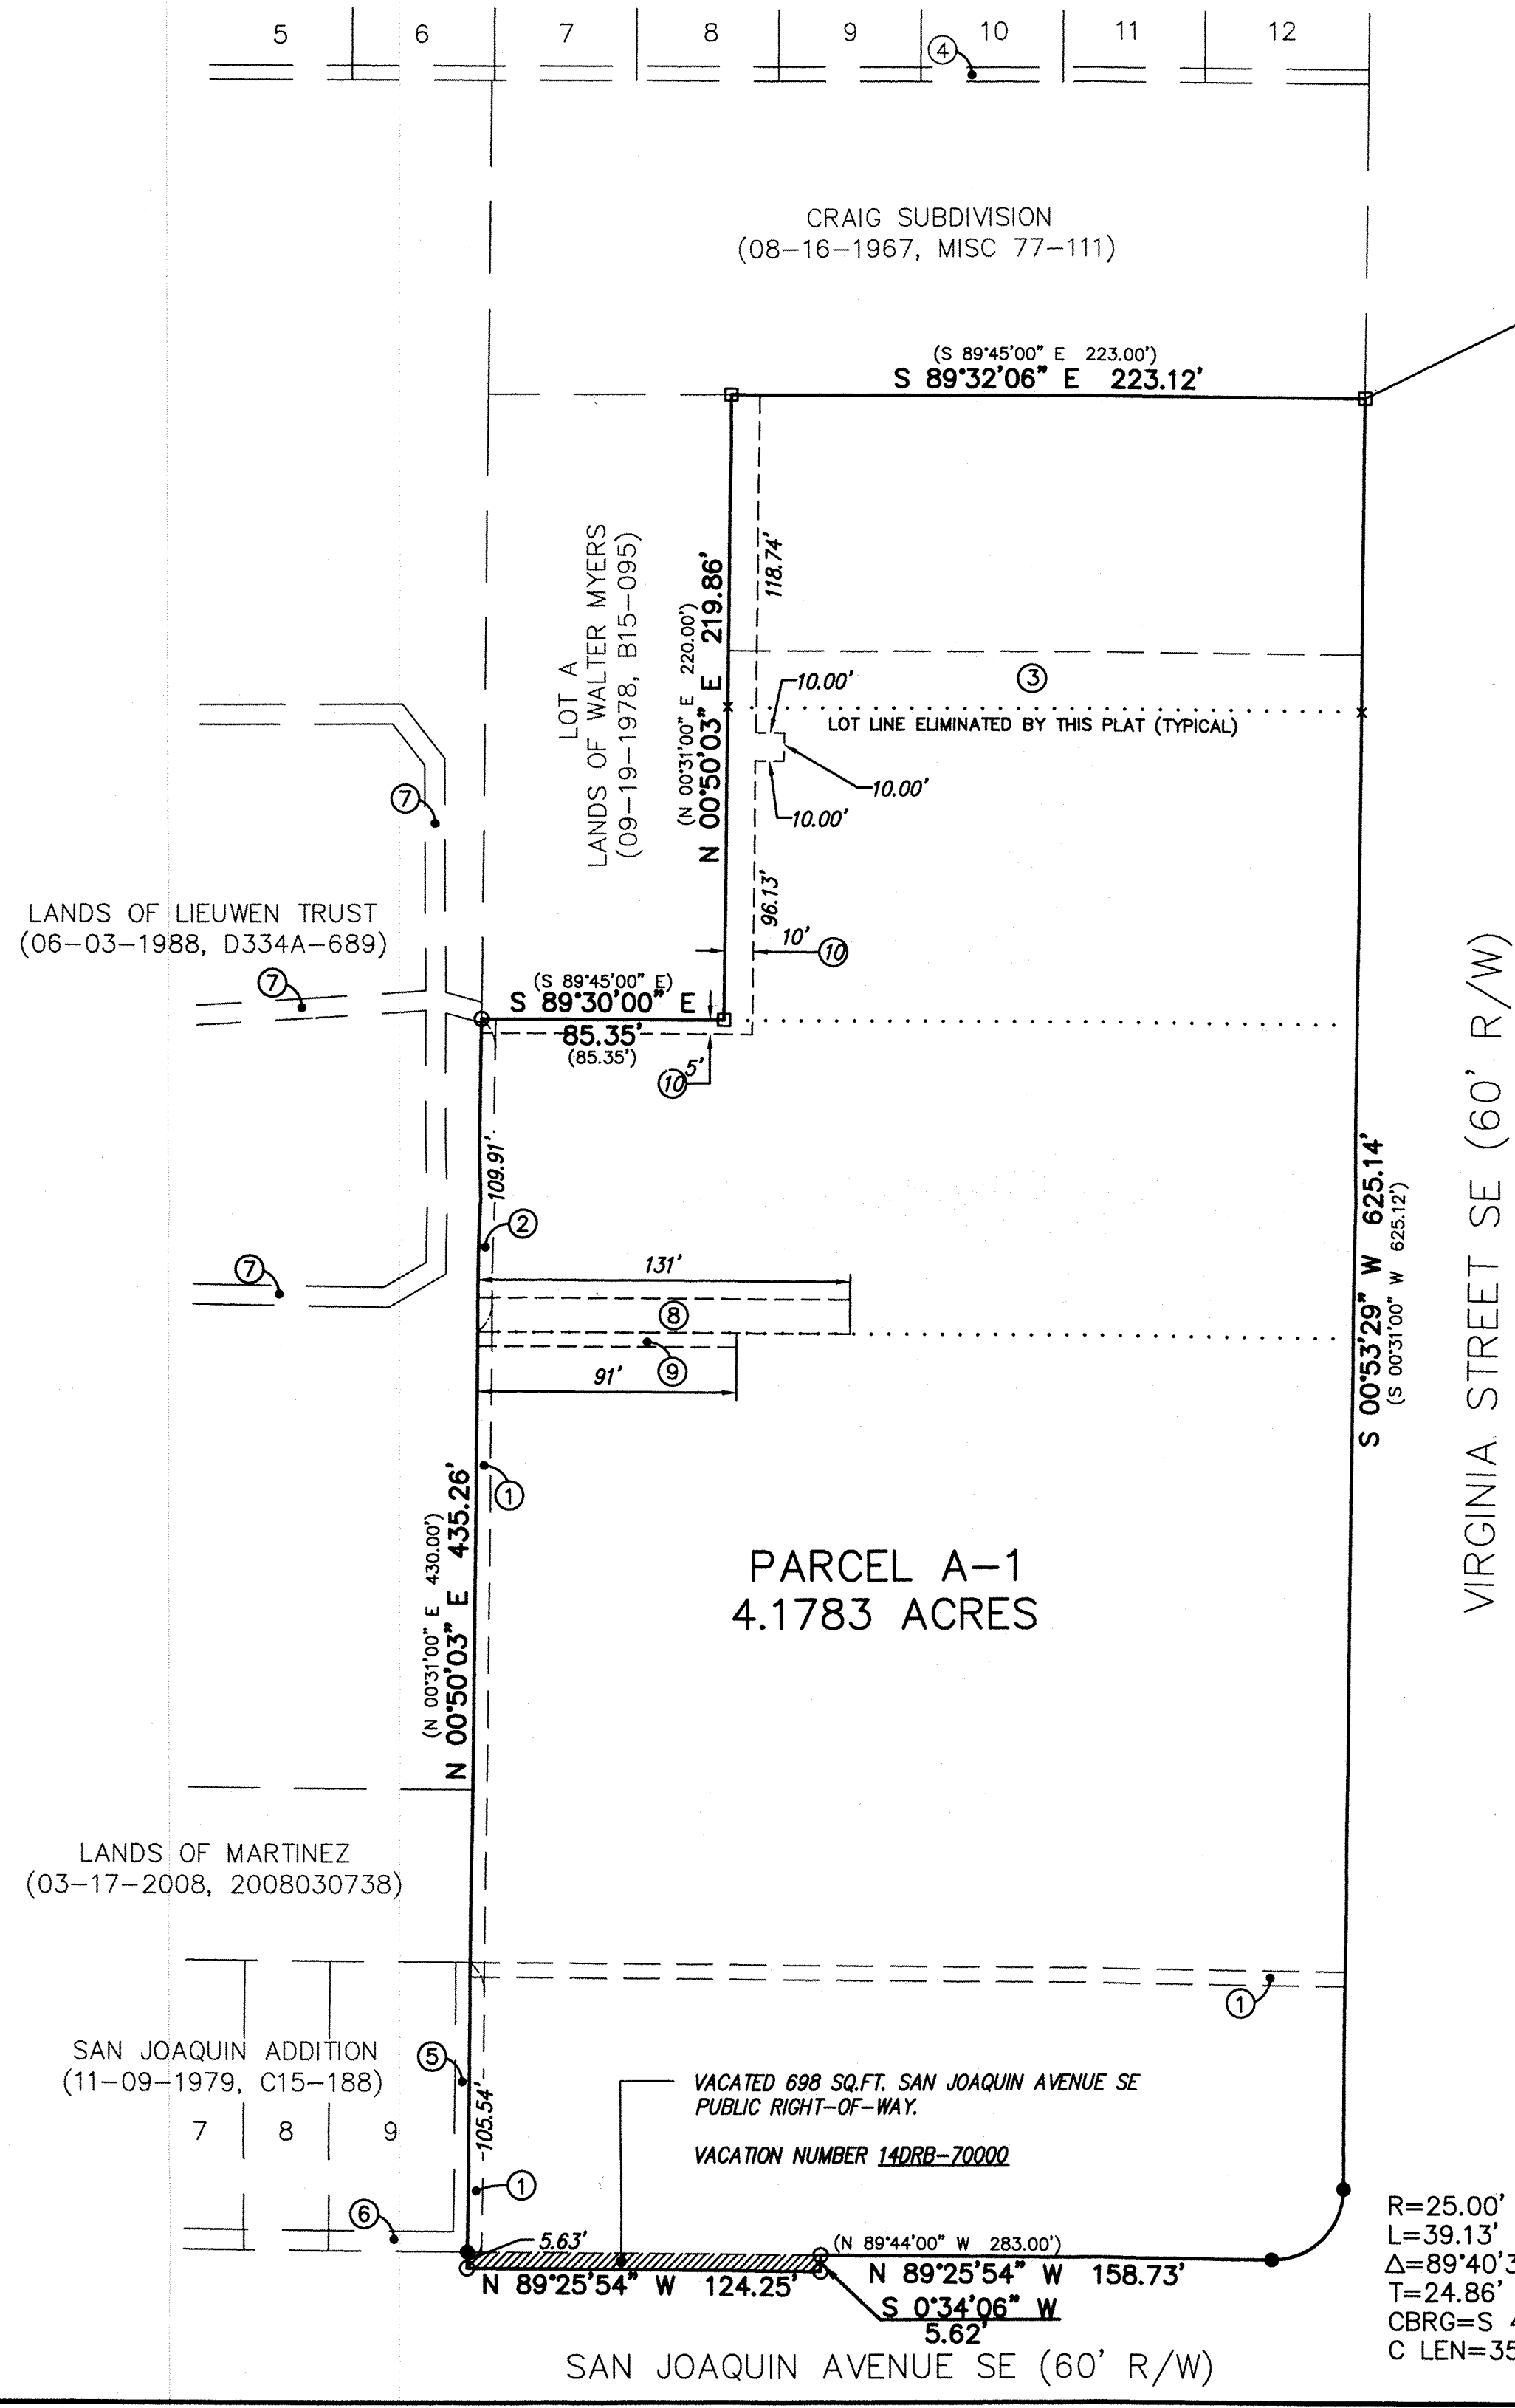 5
6
7
8
9
10
11
12
4
CRAIG SUBDIVISION
(08-16-1967, MISC 77-111)
(S 89°45'00" E 223.00')
S 89°32'06" E 223.12'
LOT A
LANDS OF WALTER MYERS
(09-19-1978, B15-095)
(N 00°31'00" E 220.00')
N 00°50'03" E 219.86'
118.74'
3
10.00'
LOT LINE ELIMINATED BY THIS PLAT (TYPICAL)
10.00'
10.00'
7
96.13'
LANDS OF LIEUWEN TRUST
(06-03-1988, D334A-689)
10'
10
7
(S 89°45'00" E)
S 89°30'00" E
85.35'
(85.35')
5'
10
109.91'
2
7
131'
8
9
91'
S 00°53'29" W 625.14'
(S 00°31'00" W 625.12')
VIRGINIA STREET SE (60' R/W)
1
(N 00°31'00" E 430.00')
N 00°50'03" E 435.26'
PARCEL A-1
4.1783 ACRES
LANDS OF MARTINEZ
(03-17-2008, 2008030738)
1
SAN JOAQUIN ADDITION
(11-09-1979, C15-188)
5
7
8
9
105.54'
VACATED 698 SQ.FT. SAN JOAQUIN AVENUE SE
PUBLIC RIGHT-OF-WAY.
VACATION NUMBER 14DRB-70000
1
6
5.63'
(N 89°44'00" W 283.00')
N 89°25'54" W 124.25'
N 89°25'54" W 158.73'
S 0°34'06" W
5.62'
R=25.00'
L=39.13'
Δ=89°40'3
T=24.86'
CBRG=S 4
C LEN=35
SAN JOAQUIN AVENUE SE (60' R/W)